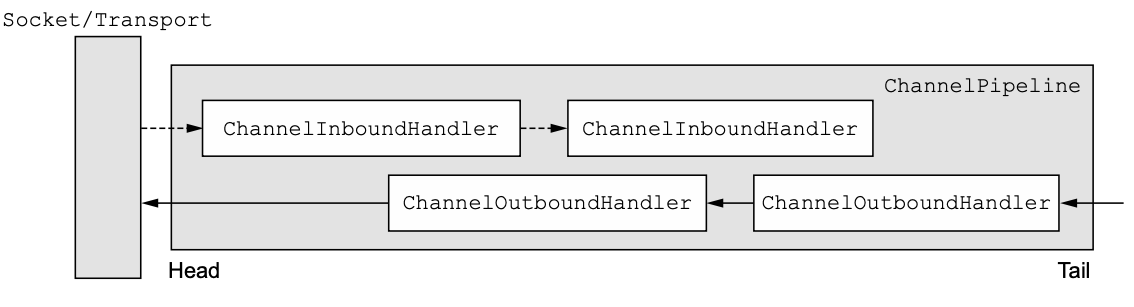 Socket/Transport
ChannelPipeline
ChannelInboundHandler
ChannelInboundHandler
ChannelOutboundHandler
ChannelOutboundHandler
Head
Tail